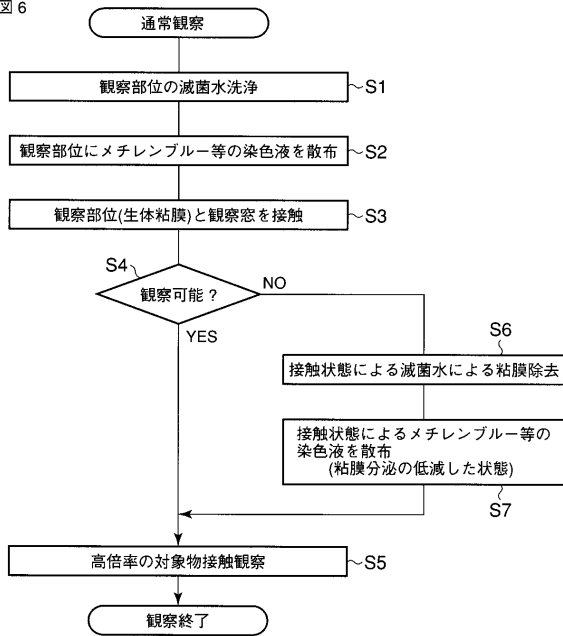 図 6
通常観察
観察部位の滅菌水洗浄
S1
観察部位にメチレンブルー等の染色液を散布
S2
観察部位(生体粘膜)と観察窓を接触
S3
S4
観察可能？
NO
YES
S6
接触状態による滅菌水による粘膜除去
接触状態によるメチレンブルー等の
染色液を散布
(粘膜分泌の低減した状態)
S7
高倍率の対象物接触観察
S5
観察終了